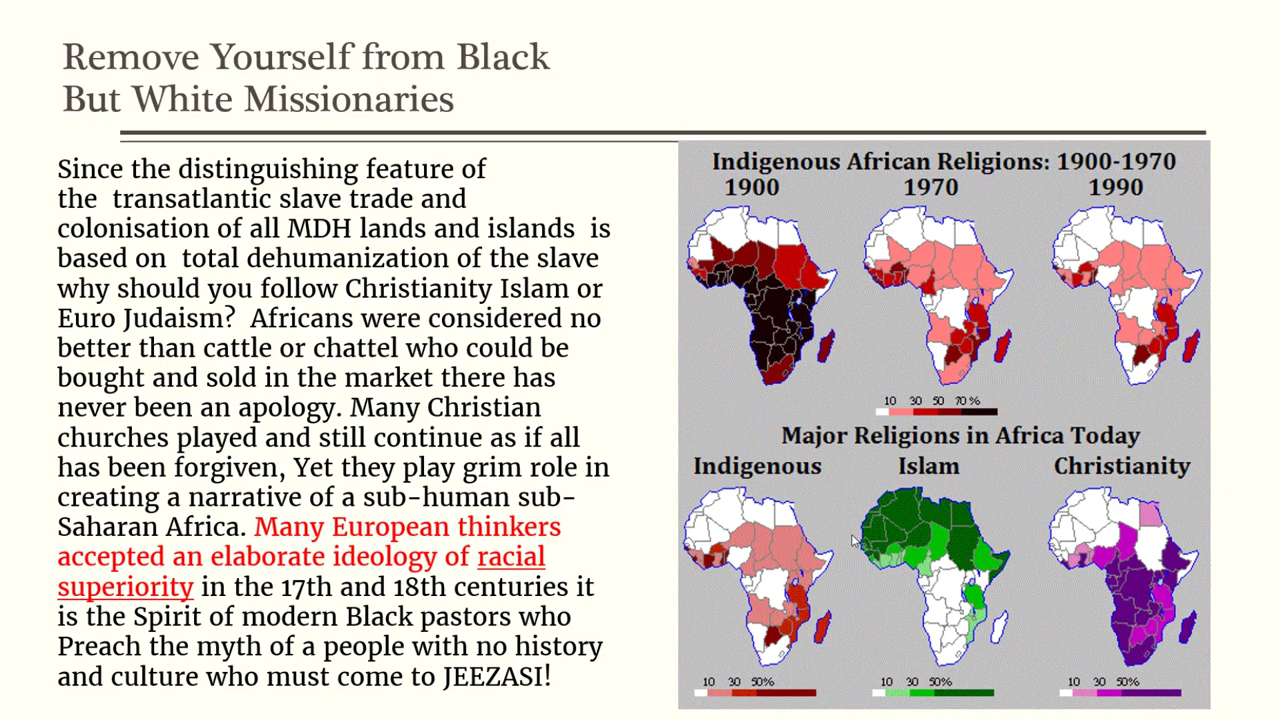 Remove Yourself from Black
But White Missionaries
Since the distinguishing feature of
the transatlantic slave trade and
colonisation of all MDH lands and islands is
based on total dehumanization of the slave
why should you follow Christianity Islam or
Euro Judaism? Africans were considered no
better than cattle or chattel who could be
bought and sold in the market there has
never been an apology. Many Christian
churches played and still continue as if all
has been forgiven, Yet they play grim role in
creating a narrative of a sub-human sub-
Saharan Africa. Many European thinkers
accepted an elaborate ideology of racial
superiority in the 17th and 18th centuries it
is the Spirit of modern Black pastors who
Preach the myth of a people with no history
and culture who must come to JEEZASI!
Indigenous African Religions: 1900-1970
1900 1970 1990
10 30 50 70 %
Major Religions in Africa Today
Indigenous Islam Christianity
10 30 50% 10 30 50% 10 30 50%